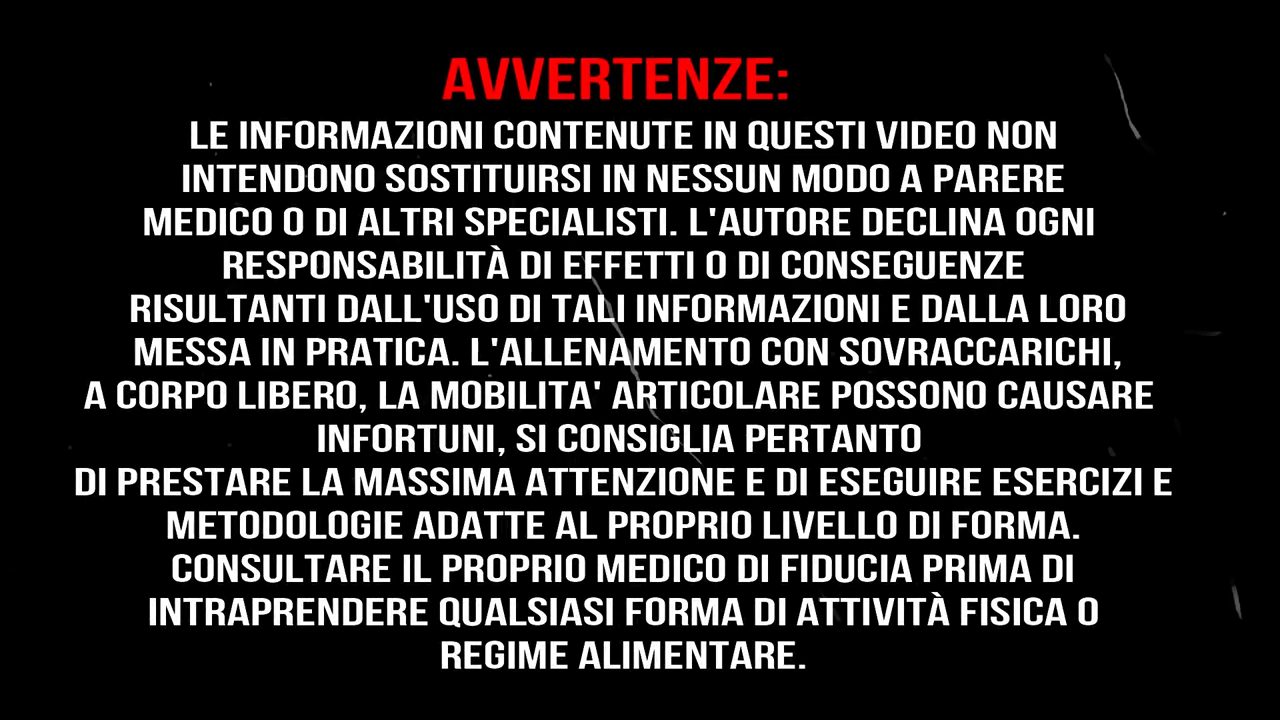 AVVERTENZE:
LE INFORMAZIONI CONTENUTE IN QUESTI VIDEO NON
INTENDONO SOSTITUIRSI IN NESSUN MODO A PARERE
MEDICO O DI ALTRI SPECIALISTI. L'AUTORE DECLINA OGNI
RESPONSABILITÀ DI EFFETTI O DI CONSEGUENZE
RISULTANTI DALL'USO DI TALI INFORMAZIONI E DALLA LORO
MESSA IN PRATICA. L'ALLENAMENTO CON SOVRACCARICHI,
A CORPO LIBERO, LA MOBILITA' ARTICOLARE POSSONO CAUSARE
INFORTUNI, SI CONSIGLIA PERTANTO
DI PRESTARE LA MASSIMA ATTENZIONE E DI ESEGUIRE ESERCIZI E
METODOLOGIE ADATTE AL PROPRIO LIVELLO DI FORMA.
CONSULTARE IL PROPRIO MEDICO DI FIDUCIA PRIMA DI
INTRAPRENDERE QUALSIASI FORMA DI ATTIVITÀ FISICA O
REGIME ALIMENTARE.